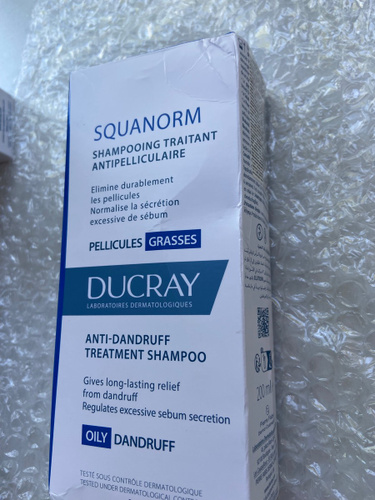 SQUANORM
SHAMPOOING TRAITANT
ANTIPELLICULAIRE
Elimine durablement
les pellicules
Normalise la sécrétion
excessive de sébum
PELLICULES GRASSES
DUCRAY
LABORATOIRES DERMATOLOGIQUES
ANTI-DANDRUFF
TREATMENT SHAMPOO
Gives long-lasting relief
from dandruff
Regulates excessive sebum secretion
OILY DANDRUFF
TESTÉ SOUS CONTRÔLE DERMATOLOGIQUE
TESTED UNDER DERMATOLOGICAL
200 ml